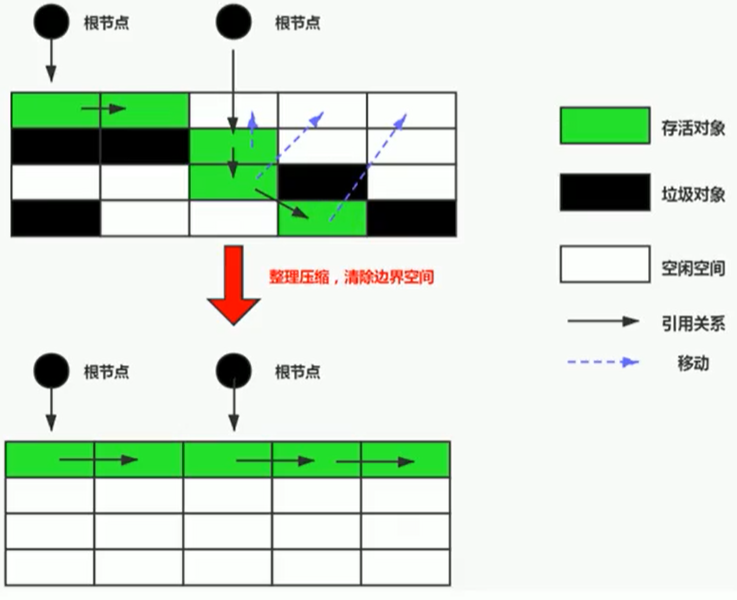 根节点
根节点
存活对象
垃圾对象
空闲空间
引用关系
移动
整理压缩，清除边界空间
根节点
根节点